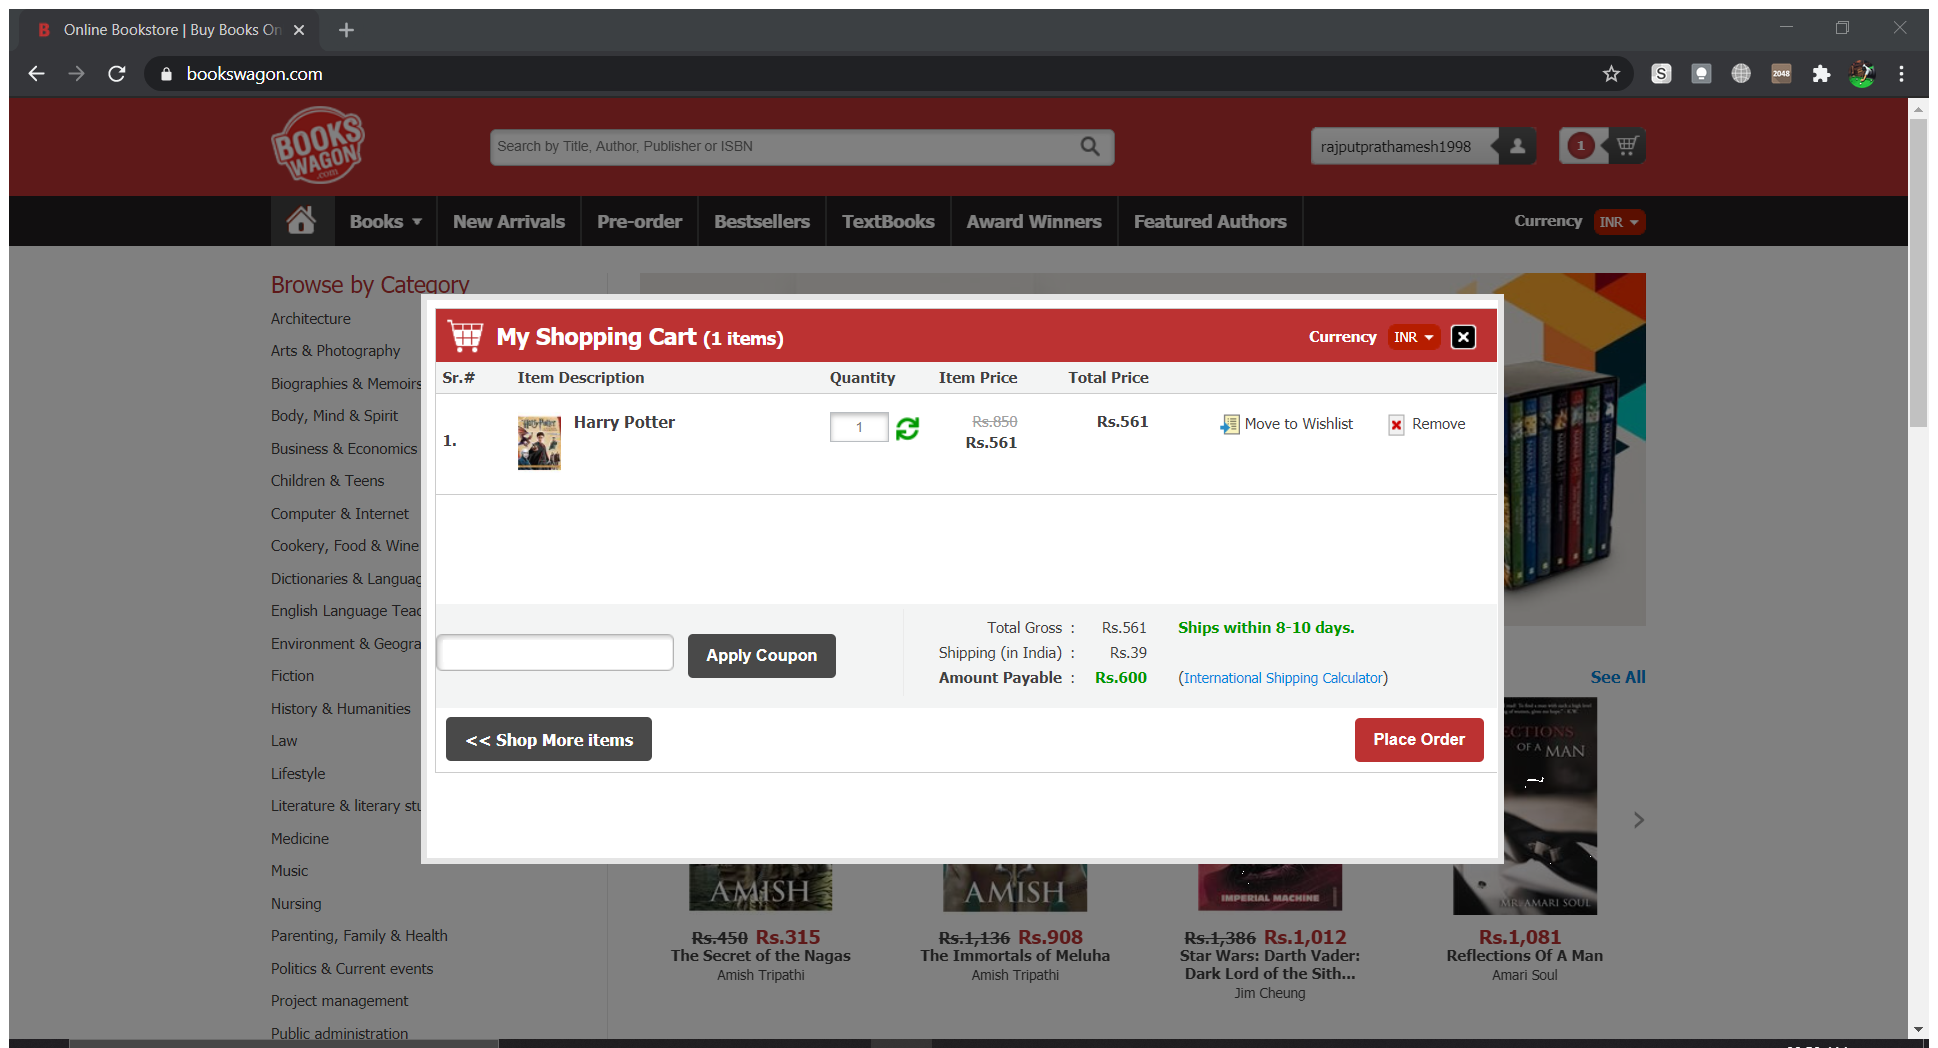 B Online Bookstore | Buy Books On
bookswagon.com
S
2048
BOOKS
WAGON
.com
Search by Title, Author, Publisher or ISBN
rajputprathamesh1998
1
Books
New Arrivals
Pre-order
Bestsellers
TextBooks
Award Winners
Featured Authors
Currency
INR
Browse by Category
Architecture
Arts & Photography
Biographies & Memoirs
Body, Mind & Spirit
Business & Economics
Children & Teens
Computer & Internet
Cookery, Food & Wine
Dictionaries & Languag
English Language Teac
Environment & Geogra
Fiction
History & Humanities
Law
Lifestyle
Literature & literary stu
Medicine
Music
Nursing
Parenting, Family & Health
Politics & Current events
Project management
Public administration
My Shopping Cart (1 items)
Currency
INR
Sr.# Item Description Quantity Item Price Total Price
1.
Harry Potter
1
Rs.850
Rs.561
Rs.561
Move to Wishlist
Remove
Apply Coupon
Total Gross : Rs.561 Ships within 8-10 days.
Shipping (in India) : Rs.39
Amount Payable : Rs.600 (International Shipping Calculator)
<< Shop More items
Place Order
See All
ECTIONS
OF A MAN
MR. AMARI SOUL
AMISH
AMISH
IMPERIAL MACHINE
Rs.450 Rs.315
The Secret of the Nagas
Amish Tripathi
Rs.1,136 Rs.908
The Immortals of Meluha
Amish Tripathi
Rs.1,386 Rs.1,012
Star Wars: Darth Vader:
Dark Lord of the Sith...
Jim Cheung
Rs.1,081
Reflections Of A Man
Amari Soul